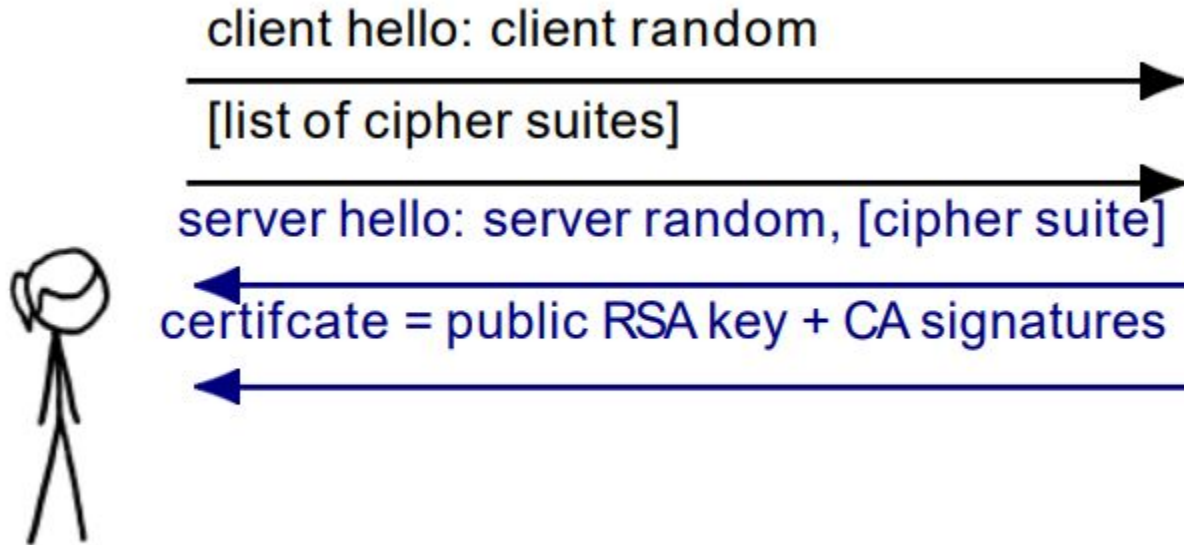 client hello: client random
[list of cipher suites]
server hello: server random, [cipher suite]
certifcate = public RSA key + CA signatures